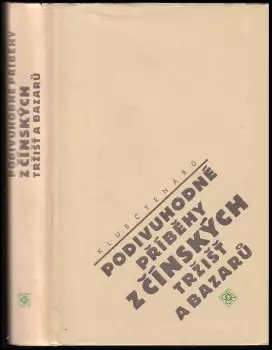 PODIVUHODNÉ PŘÍBĚHY
Z ČÍNSKÝCH
TRŽIŠŤ A BAZARŮ
KLUB ČTENÁŘŮ
PODIVUHODNÉ
PŘÍBĚHY
Z ČÍNSKÝCH
TRŽIŠŤ
A BAZARŮ